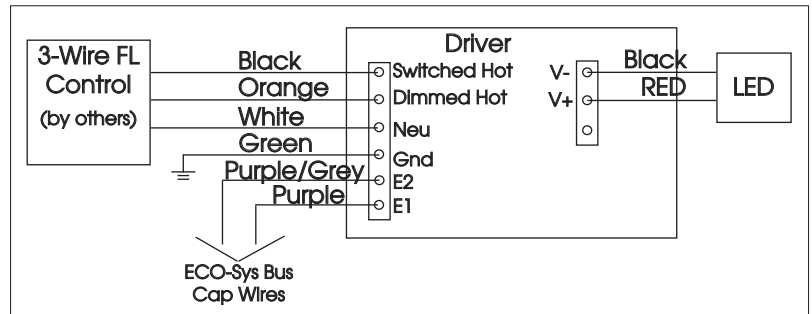 3-Wire FL
Control
(by others)
Black
Orange
White
Green
Purple/Grey
Purple
ECO-Sys Bus
Cap Wires
Driver
Switched Hot
Dimmed Hot
Neu
Gnd
E2
E1
V-
V+
Black
RED
LED